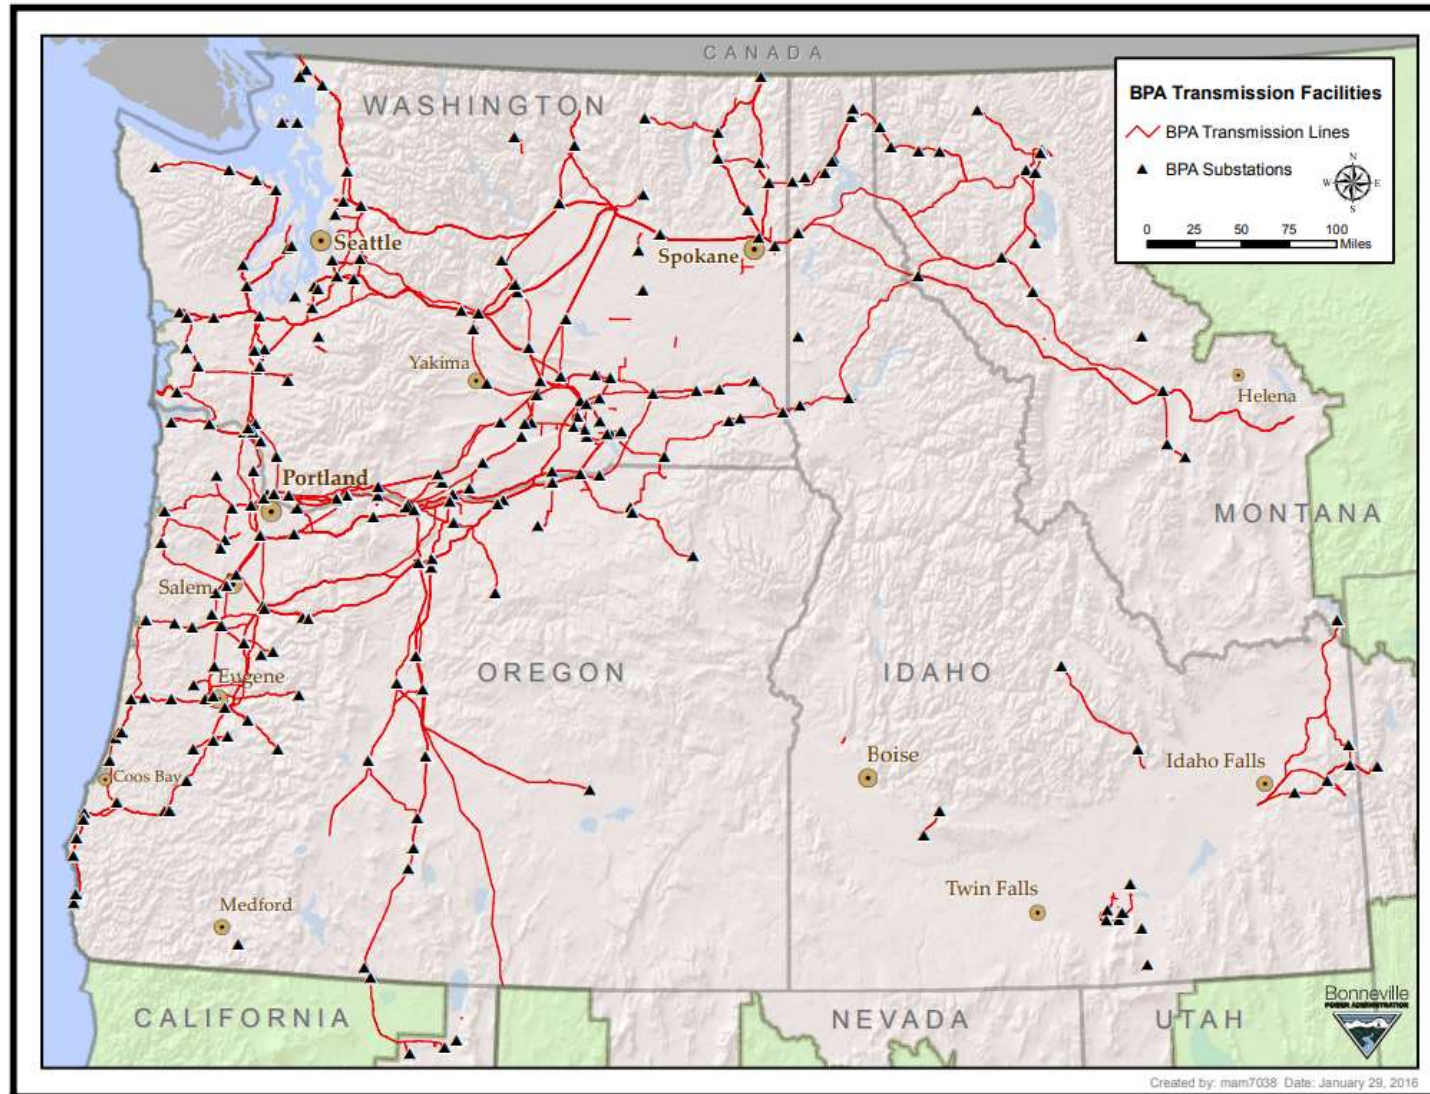 CANADA
WASHINGTON
BPA Transmission Facilities
BPA Transmission Lines
BPA Substations
N
W E
S
0 25 50 75 100
Miles
Seattle
Spokane
Yakima
Helena
Portland
MONTANA
Salem
OREGON
IDAHO
Eugene
Boise
Idaho Falls
Coos Bay
Twin Falls
Medford
CALIFORNIA
NEVADA
UTAH
Bonneville
POWER ADMINISTRATION
Created by: mam7038 Date: January 29, 2016